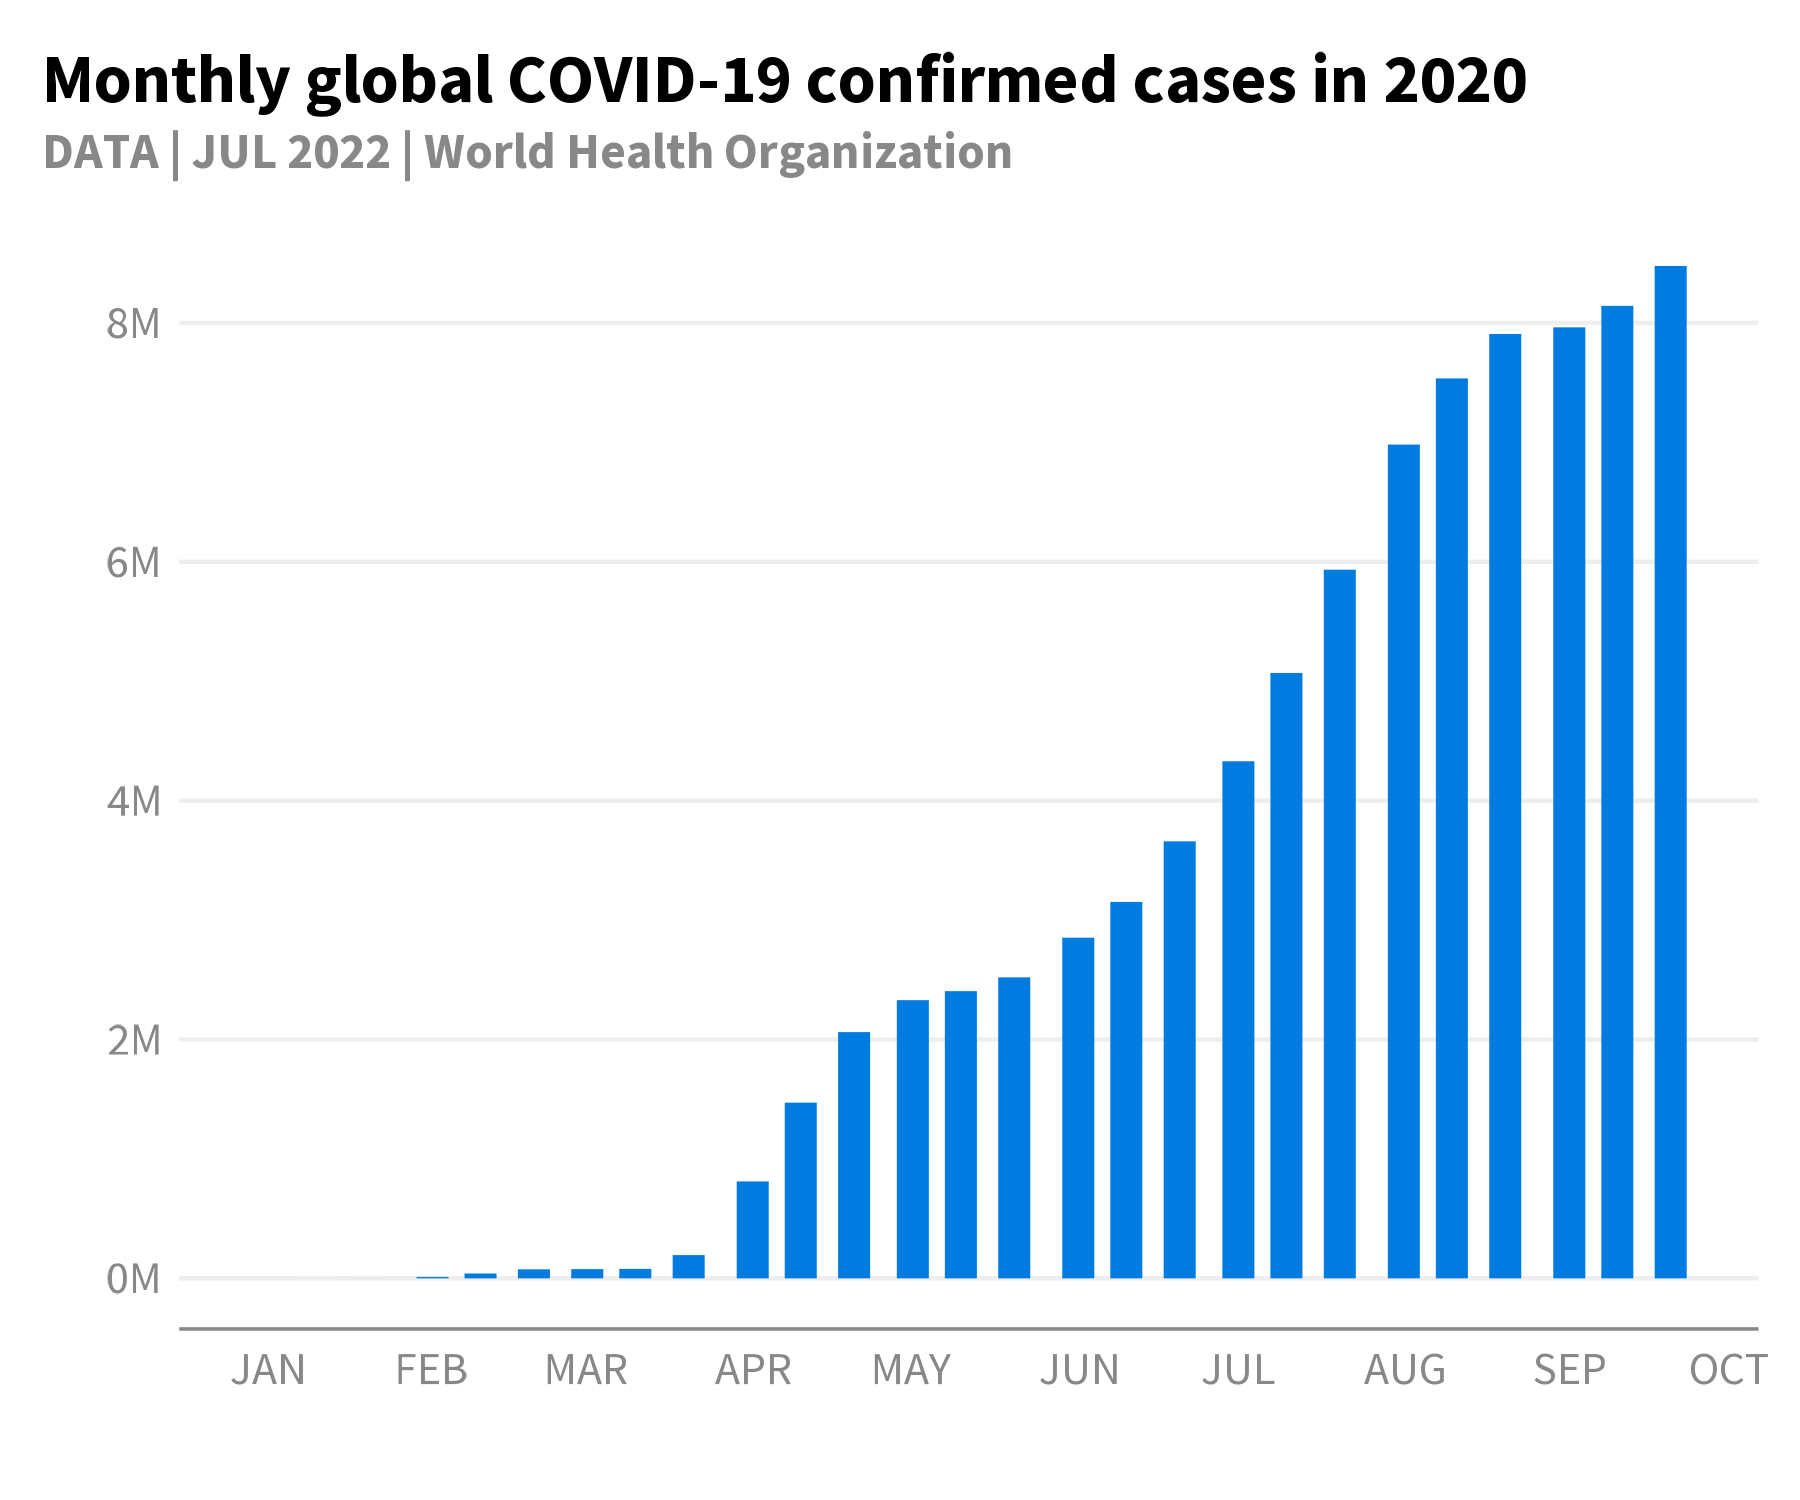 Monthly global COVID-19 confirmed cases in 2020
DATA | JUL 2022 | World Health Organization
8M
6M
4M
2M
0M
JAN FEB MAR APR MAY JUN JUL AUG SEP OCT